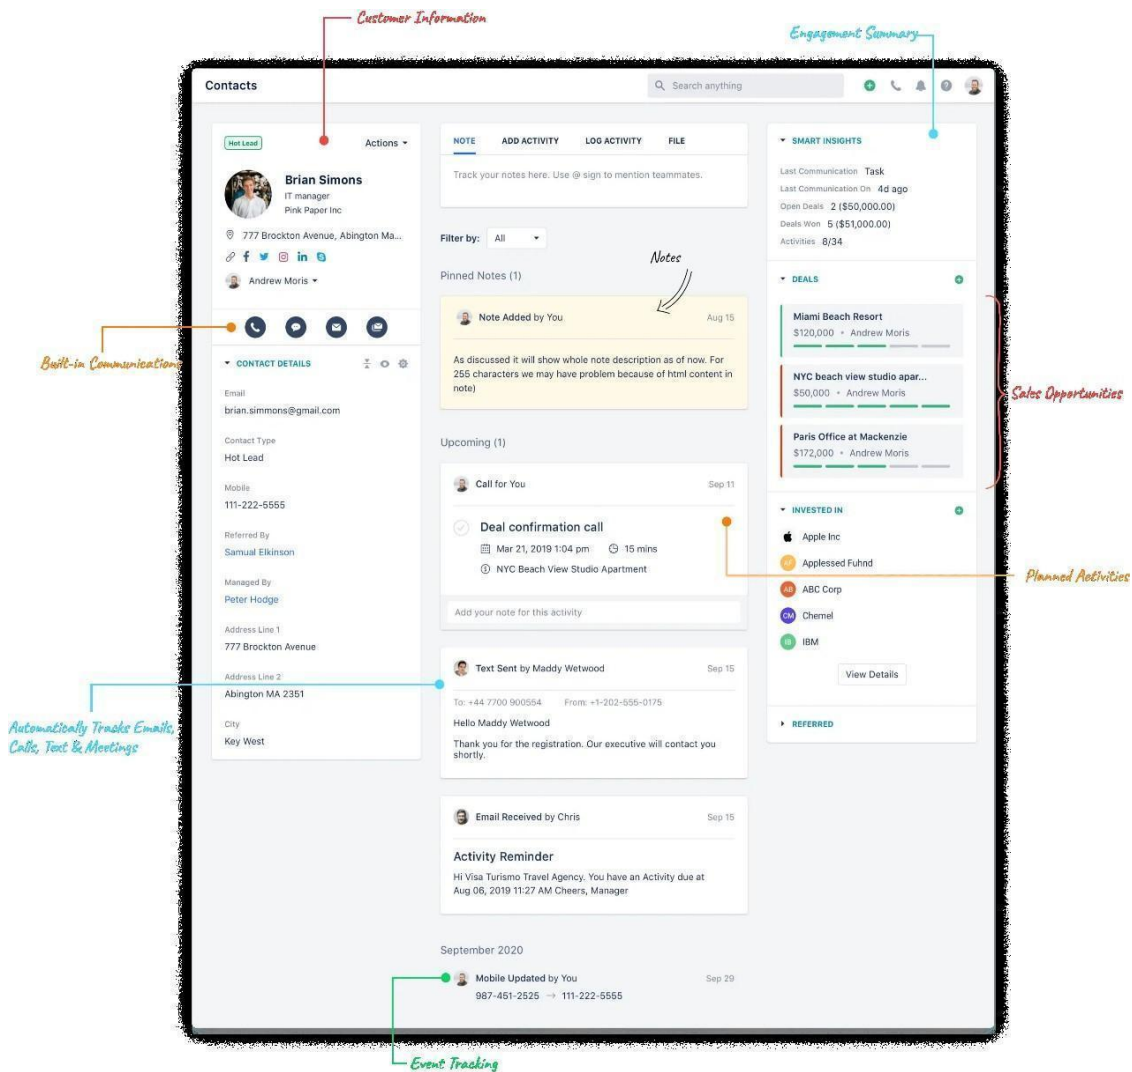 Customer Information
Engagement Summary
Contacts
Search anything
Hot Lead
Actions
Brian Simons
IT manager
Pink Paper Inc
777 Brockton Avenue, Abington Ma...
Andrew Moris
Built-in Communications
CONTACT DETAILS
Email
brian.simmons@gmail.com
Contact Type
Hot Lead
Mobile
111-222-5555
Referred By
Samual Elkinson
Managed By
Peter Hodge
Address Line 1
777 Brockton Avenue
Address Line 2
Abington MA 2351
City
Key West
Automatically Tracks Emails,
Calls, Text & Meetings
NOTE ADD ACTIVITY LOG ACTIVITY FILE
Track your notes here. Use @ sign to mention teammates.
Filter by: All
Notes
Pinned Notes (1)
Note Added by You Aug 15
As discussed it will show whole note description as of now. For
255 characters we may have problem because of html content in
note)
Upcoming (1)
Call for You Sep 11
Deal confirmation call
Mar 21, 2019 1:04 pm 15 mins
NYC Beach View Studio Apartment
Add your note for this activity
Text Sent by Maddy Wetwood Sep 15
To: +44 7700 900554 From: +1-202-555-0175
Hello Maddy Wetwood
Thank you for the registration. Our executive will contact you
shortly.
Email Received by Chris Sep 15
Activity Reminder
Hi Visa Turismo Travel Agency. You have an Activity due at
Aug 06, 2019 11:27 AM Cheers, Manager
September 2020
Mobile Updated by You Sep 29
987-451-2525 → 111-222-5555
Event Tracking
SMART INSIGHTS
Last Communication Task
Last Communication On 4d ago
Open Deals 2 ($50,000.00)
Deals Won 5 ($51,000.00)
Activities 8/34
DEALS
Miami Beach Resort
$120,000 • Andrew Moris
NYC beach view studio apar...
$50,000 • Andrew Moris
Paris Office at Mackenzie
$172,000 • Andrew Moris
Sales Opportunities
INVESTED IN
Apple Inc
AF Applessed Fuhnd
AB ABC Corp
CM Chemel
IB IBM
View Details
REFERRED
Planned Activities